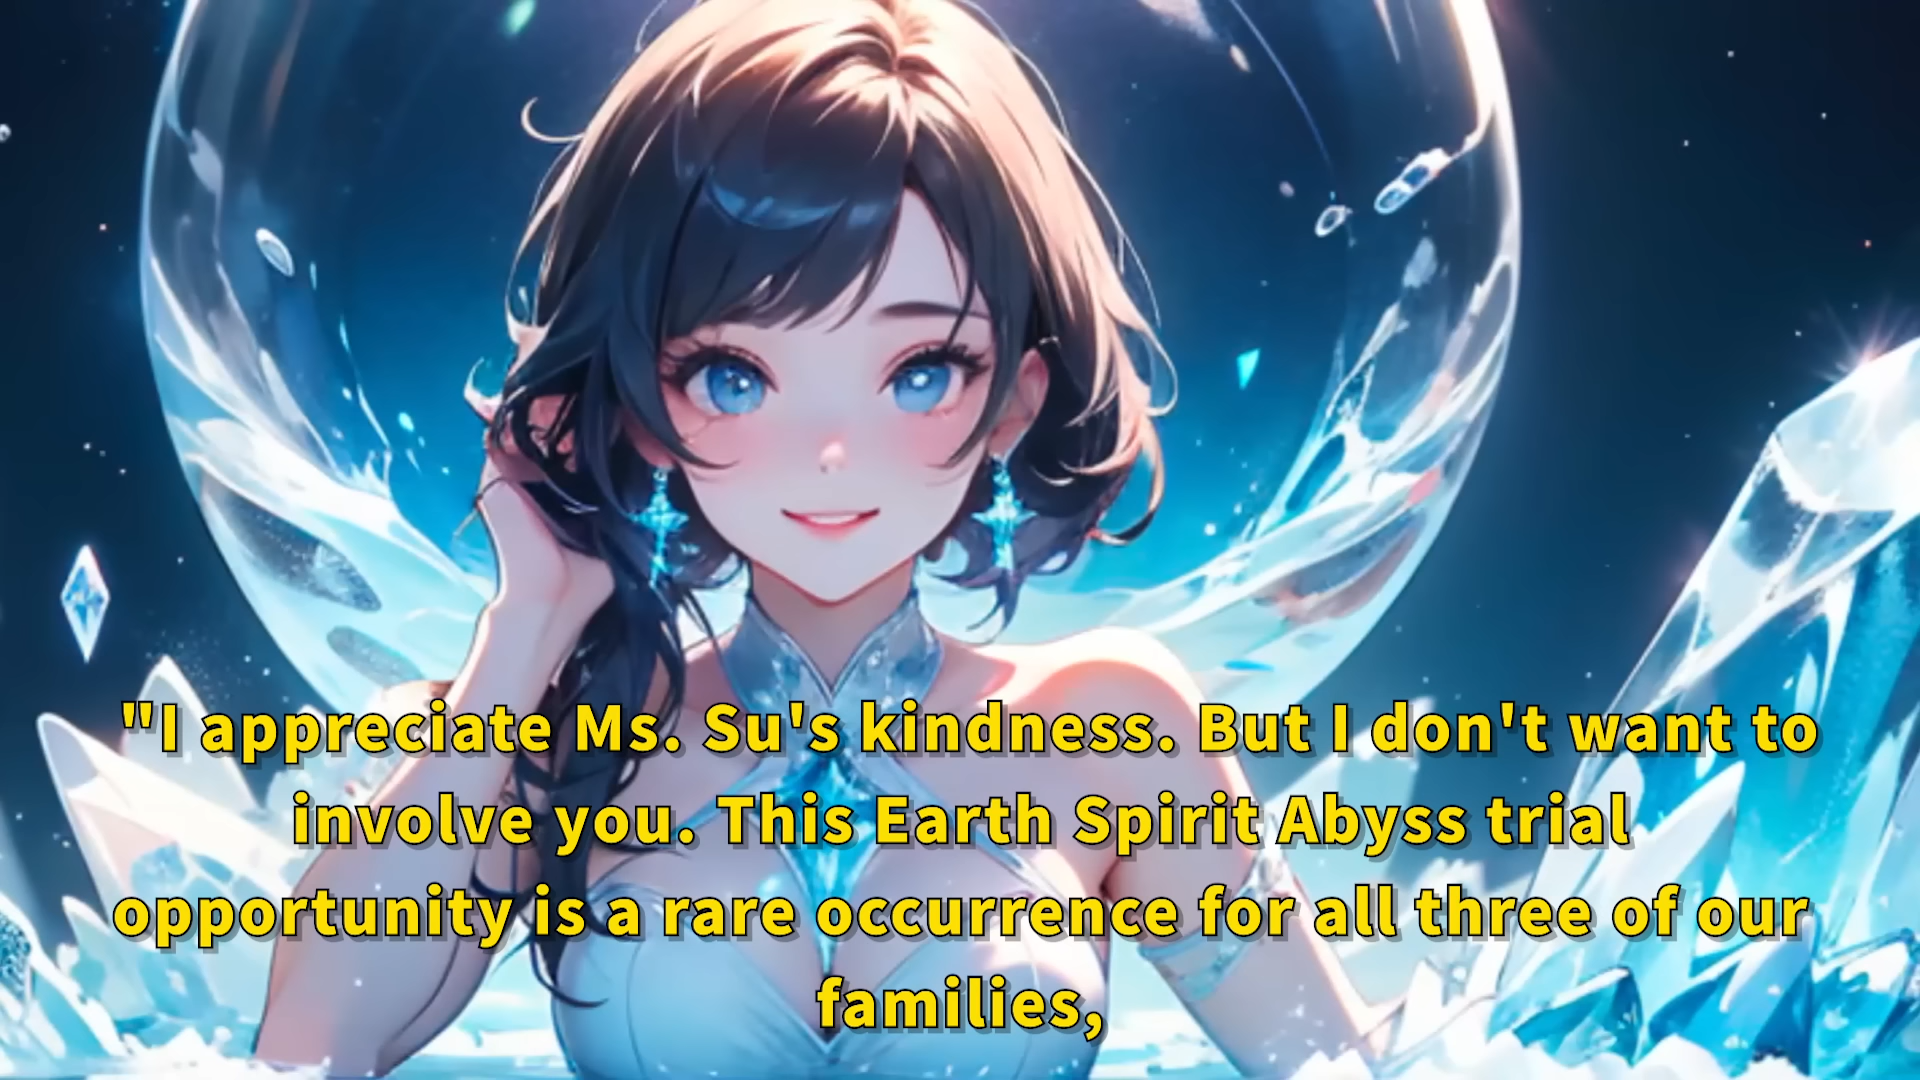 "I appreciate Ms. Su's kindness. But I don't want to
involve you. This Earth Spirit Abyss trial
opportunity is a rare occurrence for all three of our
families,